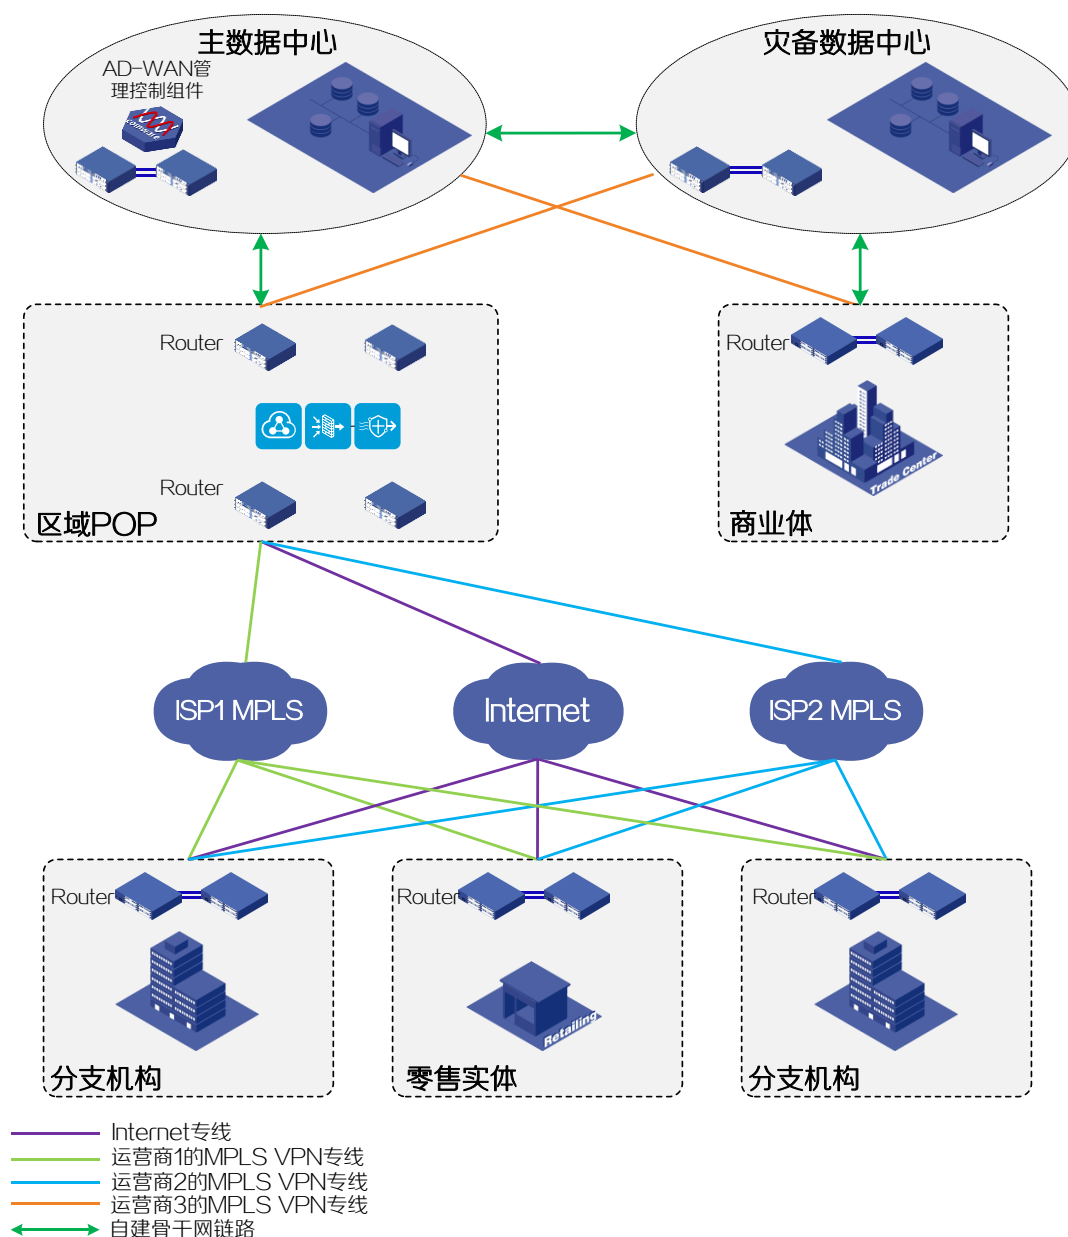 主数据中心
灾备数据中心
AD-WAN管
理控制组件
comware
Router
Router
Router
Trade Center
区域POP
商业体
ISP1 MPLS
Internet
ISP2 MPLS
Router
Router
Router
Retailing
分支机构
零售实体
分支机构
Internet专线
运营商1的MPLS VPN专线
运营商2的MPLS VPN专线
运营商3的MPLS VPN专线
自建骨干网链路